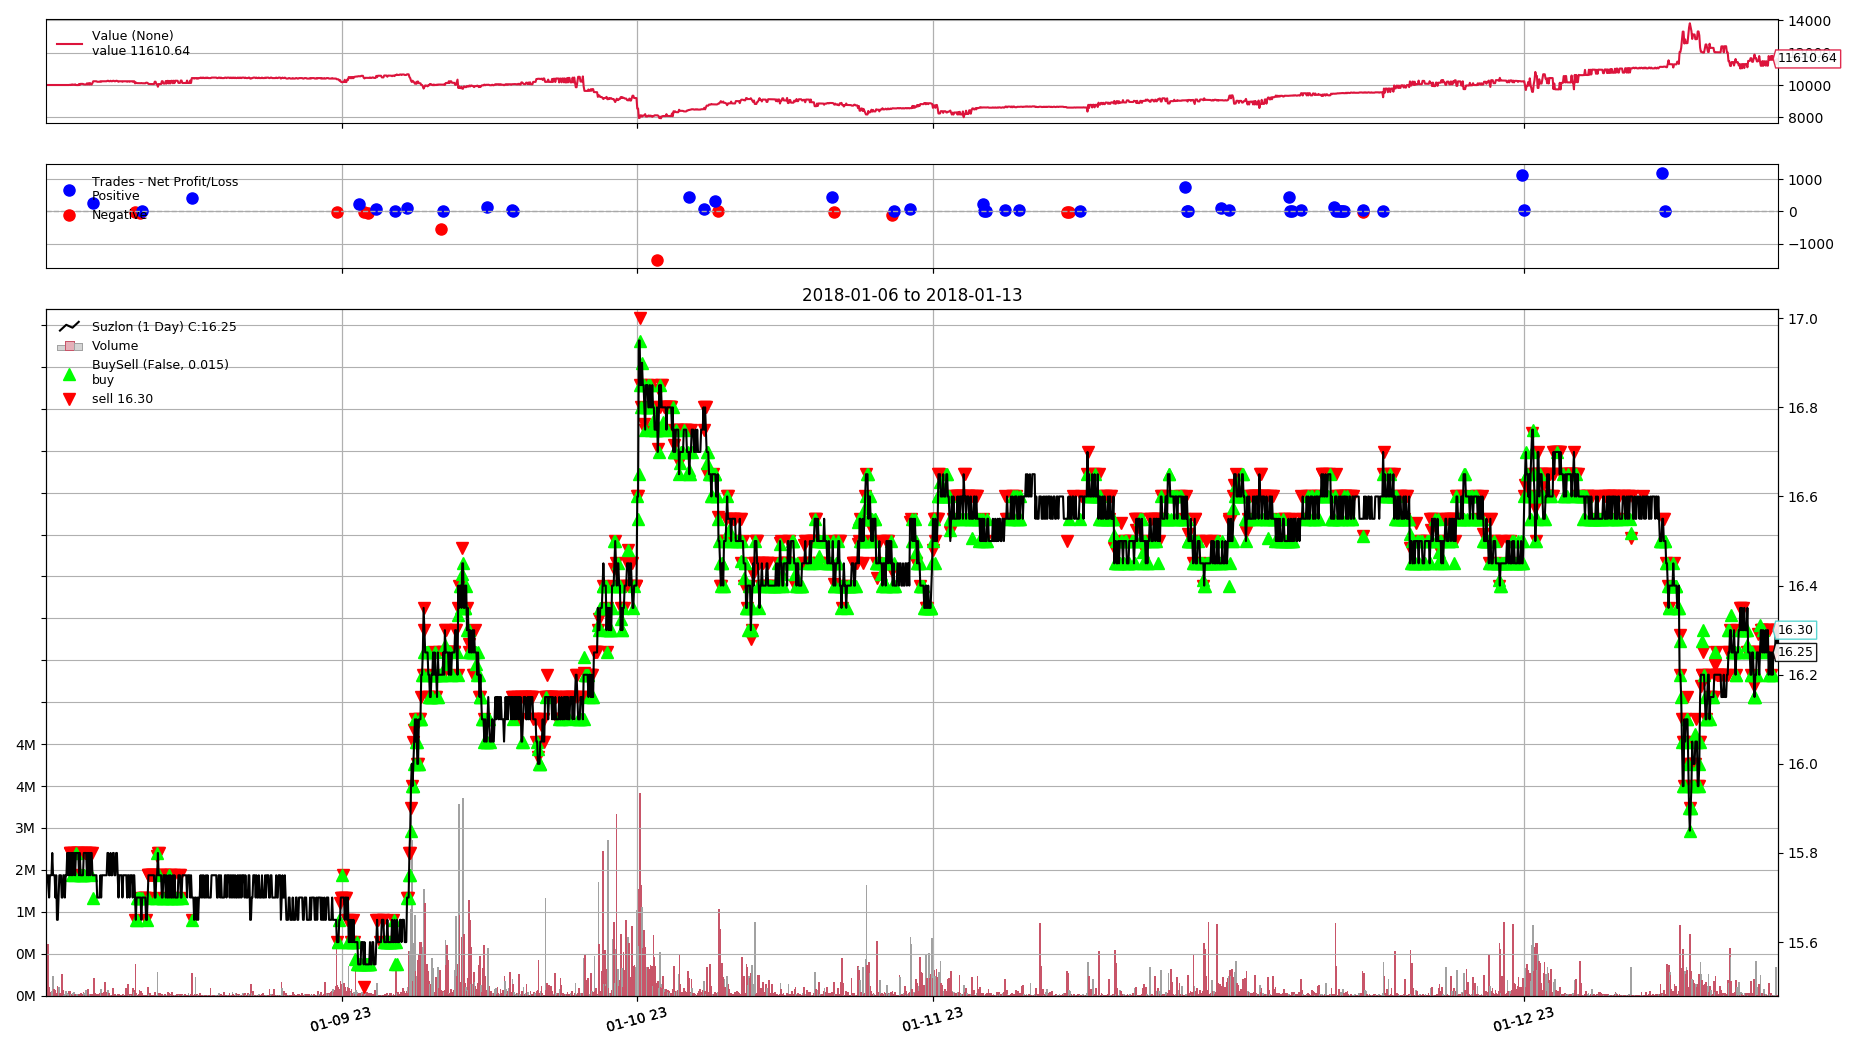 Value (None)
value 11610.64
14000
12000
11610.64
10000
8000
Trades - Net Profit/Loss
Positive
Negative
1000
0
−1000
2018-01-06 to 2018-01-13
Suzlon (1 Day) C:16.25
Volume
BuySell (False, 0.015)
buy
sell 16.30
17.0
16.8
16.6
16.4
16.30
16.25
16.2
16.0
15.8
15.6
4M
4M
3M
2M
1M
0M
0M
01-09 23
01-10 23
01-11 23
01-12 23